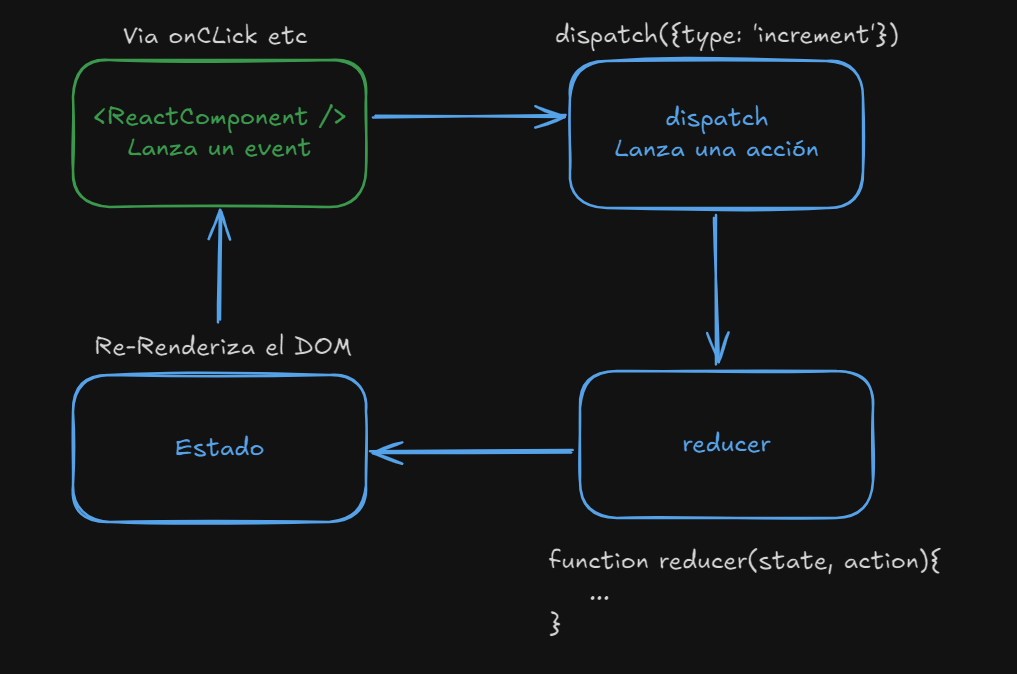 Via onCLick etc
dispatch({type: 'increment'})
<ReactComponent />
Lanza un event
dispatch
Lanza una acción
Re-Renderiza el DOM
Estado
reducer
function reducer(state, action){
...
}